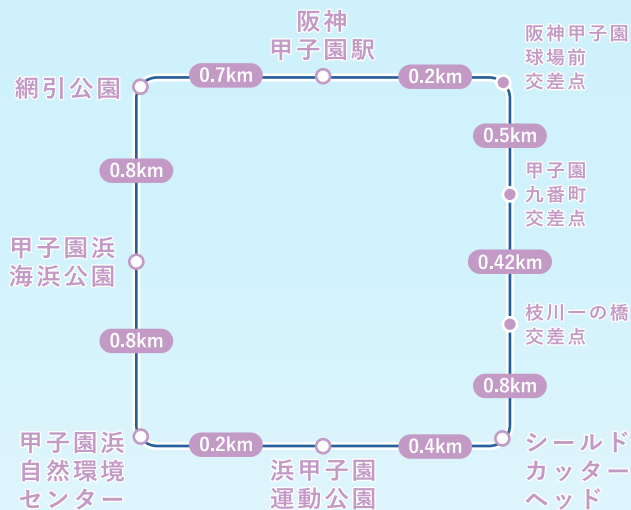 阪神
甲子園駅
阪神甲子園
球場前
交差点
0.7km
0.2km
網引公園
0.5km
0.8km
甲子園
九番町
交差点
甲子園浜
海浜公園
0.42km
枝川一の橋
交差点
0.8km
0.8km
甲子園浜
自然環境
センター
0.2km
0.4km
浜甲子園
運動公園
シールド
カッター
ヘッド